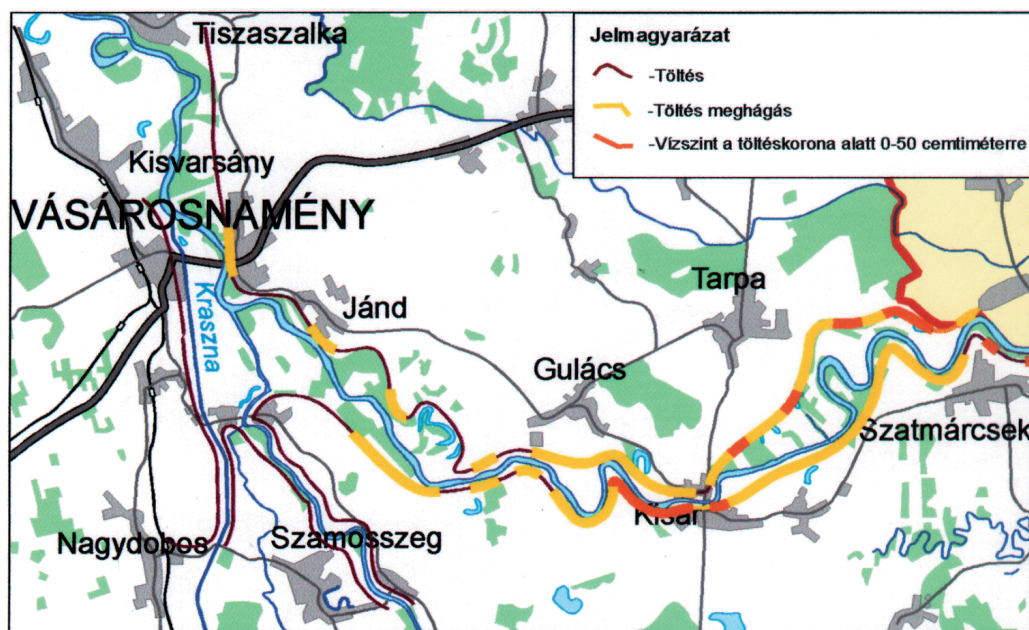 Tiszaszalka
Jelmagyarázat
-Töltés
-Töltés meghágás
-Vízszint a töltéskorona alatt 0-50 cemtiméterre
Kisvarsány
VÁSÁROSNAMÉNY
Tarpa
Kraszna
Jánd
Gulács
Szatmárcsek
Kisar
Nagydobos
Szamosszeg